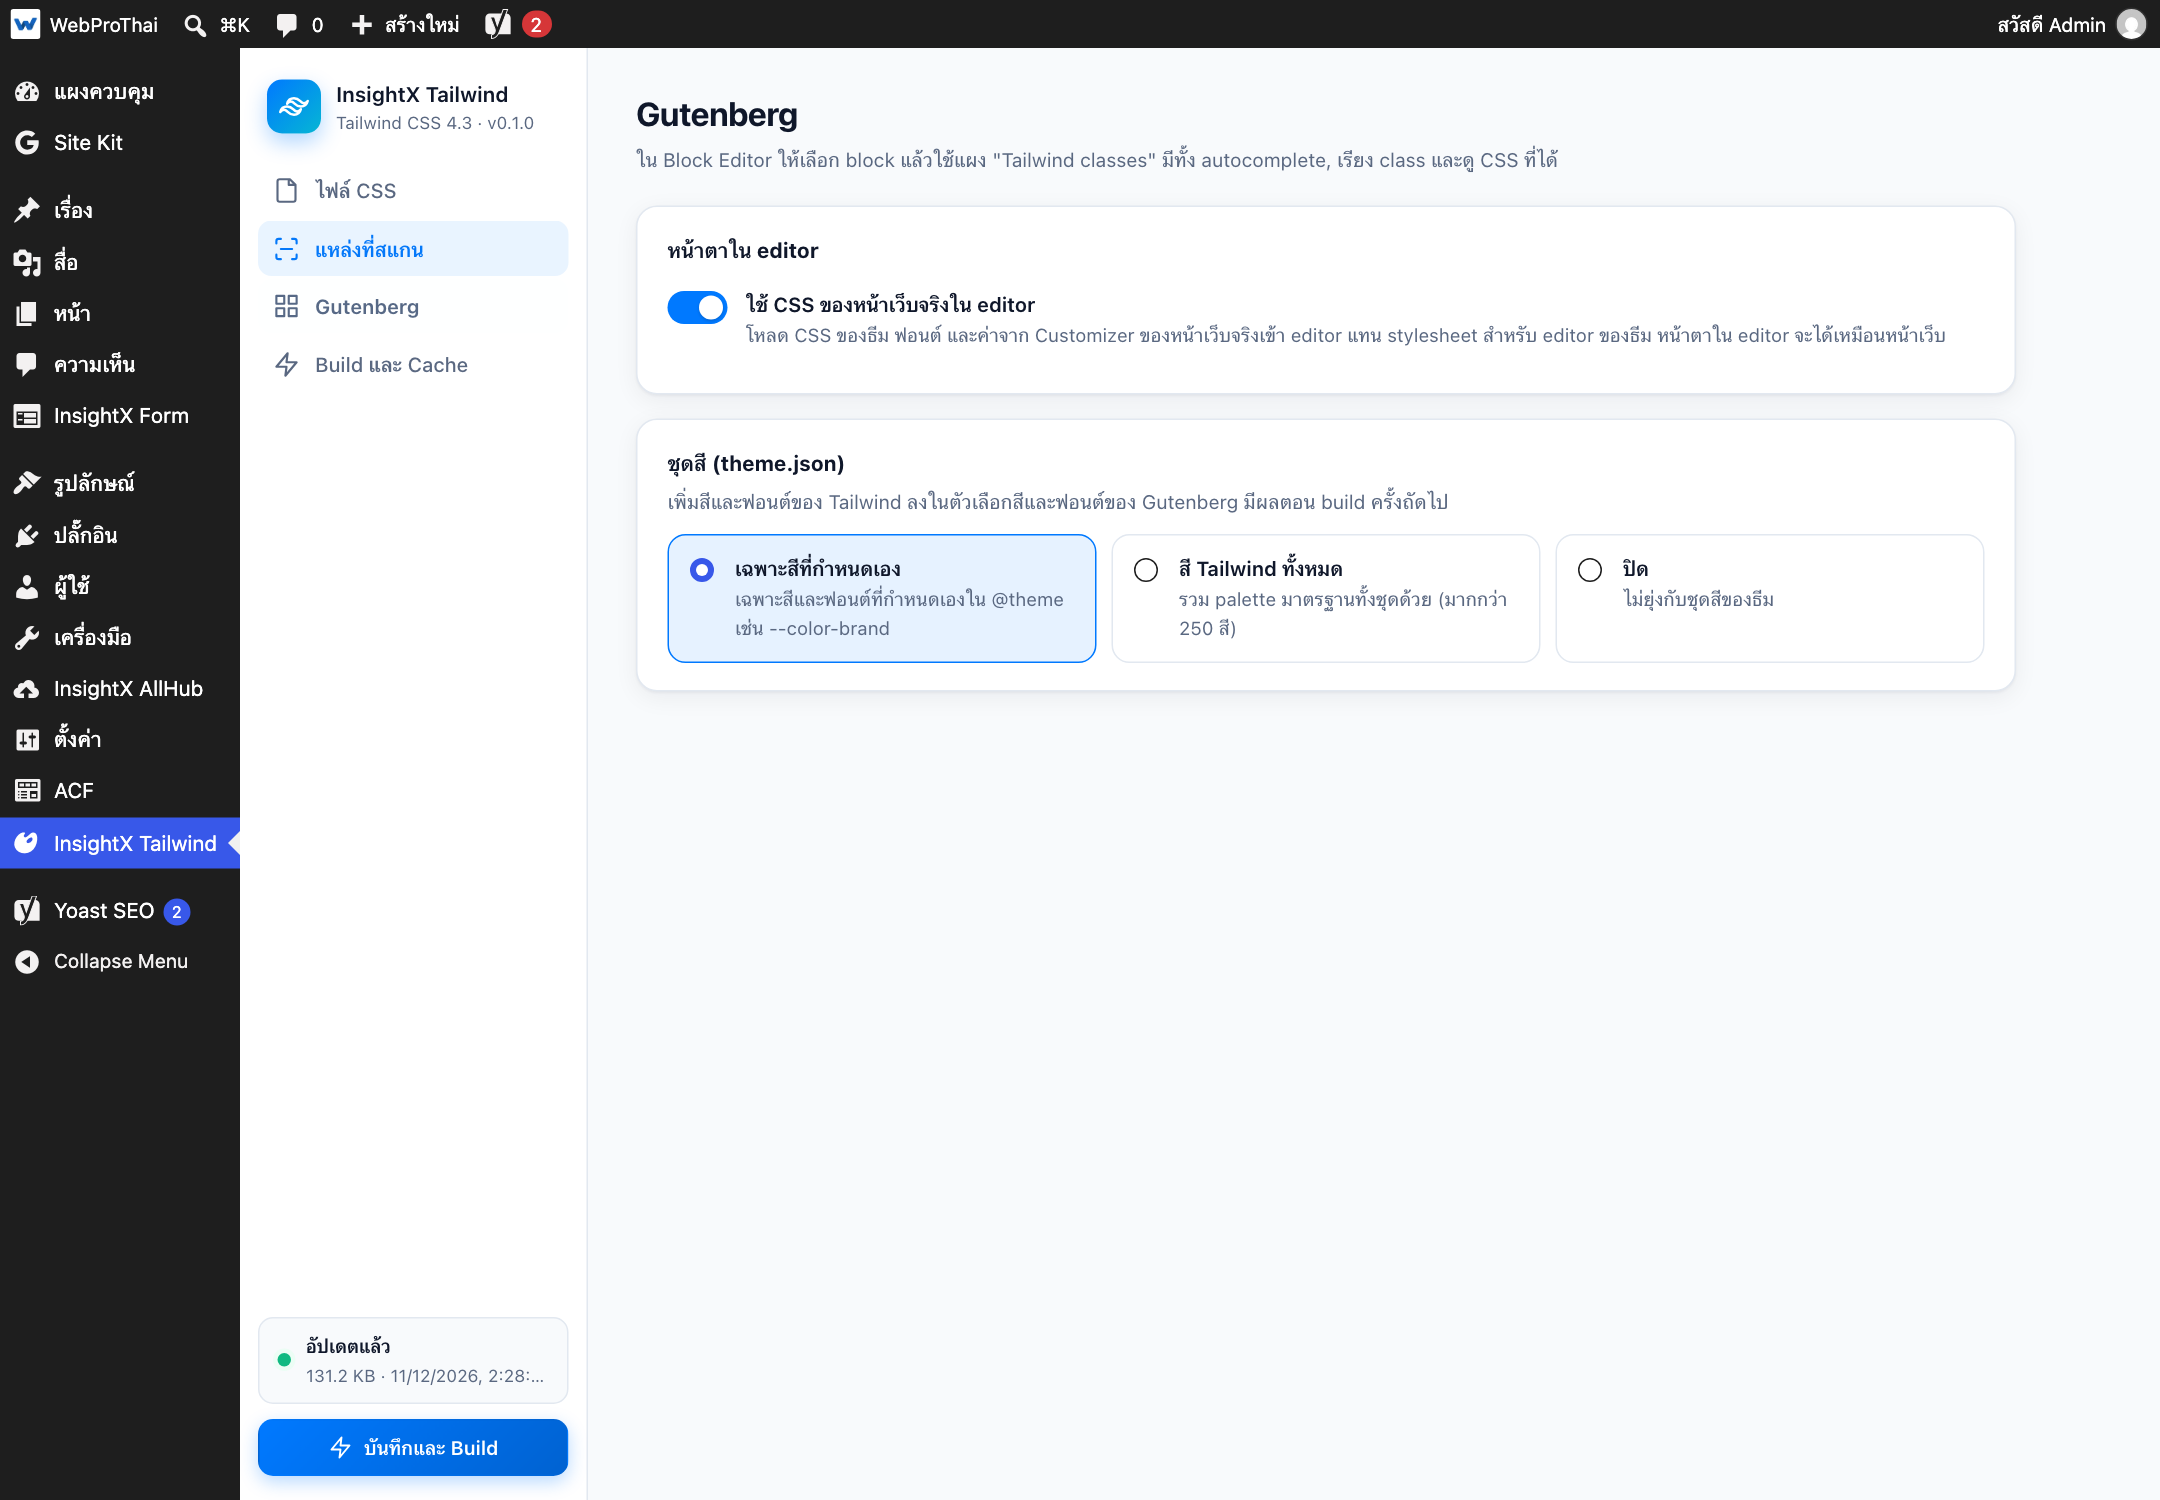 WebProThai
⌘K
0
สร้างใหม่
2
สวัสดี Admin
แผงควบคุม
Site Kit
เรื่อง
สื่อ
หน้า
ความเห็น
InsightX Form
รูปลักษณ์
ปลั๊กอิน
ผู้ใช้
เครื่องมือ
InsightX AllHub
ตั้งค่า
ACF
InsightX Tailwind
Yoast SEO 2
Collapse Menu
InsightX Tailwind
Tailwind CSS 4.3 · v0.1.0
ไฟล์ CSS
แหล่งที่สแกน
Gutenberg
Build และ Cache
อัปเดตแล้ว
131.2 KB · 11/12/2026, 2:28:...
บันทึกและ Build
Gutenberg
ใน Block Editor ให้เลือก block แล้วใช้แผง "Tailwind classes" มีทั้ง autocomplete, เรียง class และดู CSS ที่ได้
หน้าตาใน editor
ใช้ CSS ของหน้าเว็บจริงใน editor
โหลด CSS ของธีม ฟอนต์ และค่าจาก Customizer ของหน้าเว็บจริงเข้า editor แทน stylesheet สำหรับ editor ของธีม หน้าตาใน editor จะได้เหมือนหน้าเว็บ
ชุดสี (theme.json)
เพิ่มสีและฟอนต์ของ Tailwind ลงในตัวเลือกสีและฟอนต์ของ Gutenberg มีผลตอน build ครั้งถัดไป
เฉพาะสีที่กำหนดเอง
เฉพาะสีและฟอนต์ที่กำหนดเองใน @theme
เช่น --color-brand
สี Tailwind ทั้งหมด
รวม palette มาตรฐานทั้งชุดด้วย (มากกว่า
250 สี)
ปิด
ไม่ยุ่งกับชุดสีของธีม